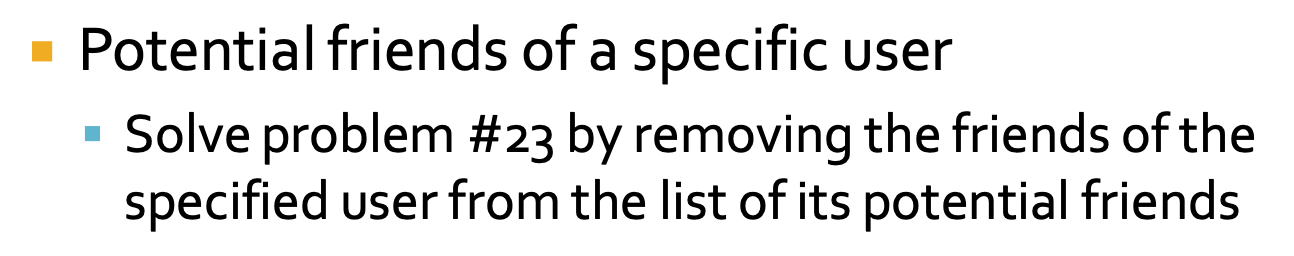 Potential friends of a specific user
Solve problem #23 by removing the friends of the
specified user from the list of its potential friends